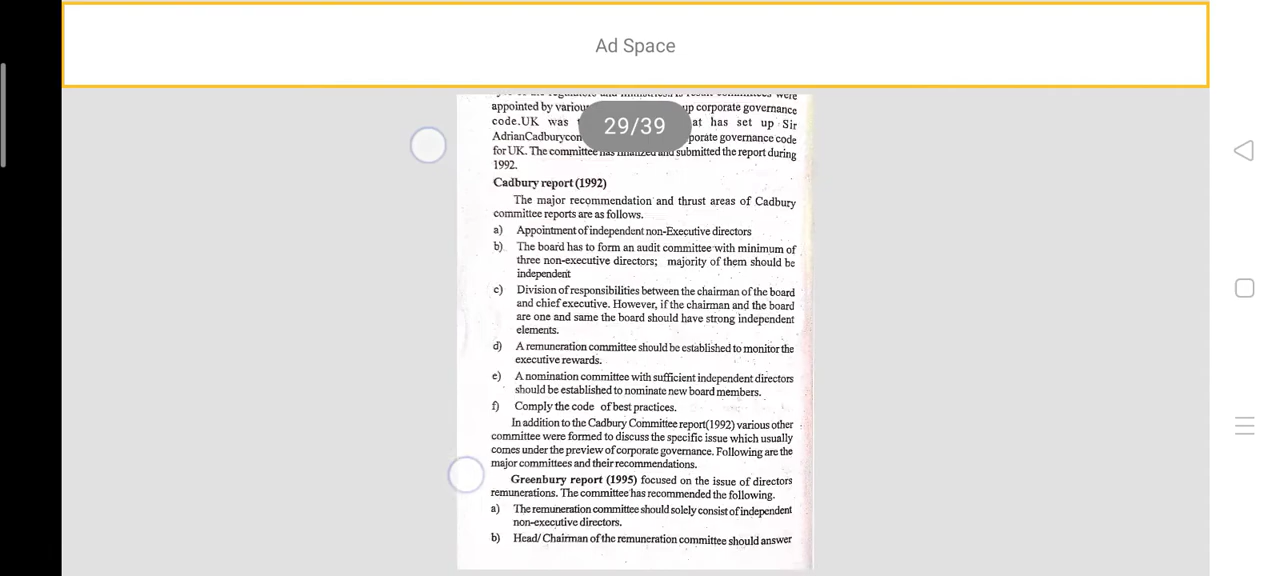 Ad Space
29/39
were
appointed by variou up corporate governance
code.UK was at has set up Sir
AdrianCadburycon porate governance code
for UK. The committee has finalized and submitted the report during
1992.
Cadbury report (1992)
The major recommendation and thrust areas of Cadbury
committee reports are as follows.
a) Appointment of independent non-Executive directors
b) The board has to form an audit committee with minimum of
three non-executive directors; majority of them should be
independent
c) Division of responsibilities between the chairman of the board
and chief executive. However, if the chairman and the board
are one and same the board should have strong independent
elements.
d) A remuneration committee should be established to monitor the
executive rewards.
e) A nomination committee with sufficient independent directors
should be established to nominate new board members.
f) Comply the code of best practices.
In addition to the Cadbury Committee report(1992) various other
committee were formed to discuss the specific issue which usually
comes under the preview of corporate governance. Following are the
major committees and their recommendations.
Greenbury report (1995) focused on the issue of directors
remunerations. The committee has recommended the following.
a) The remuneration committee should solely consist of independent
non-executive directors.
b) Head/ Chairman of the remuneration committee should answer